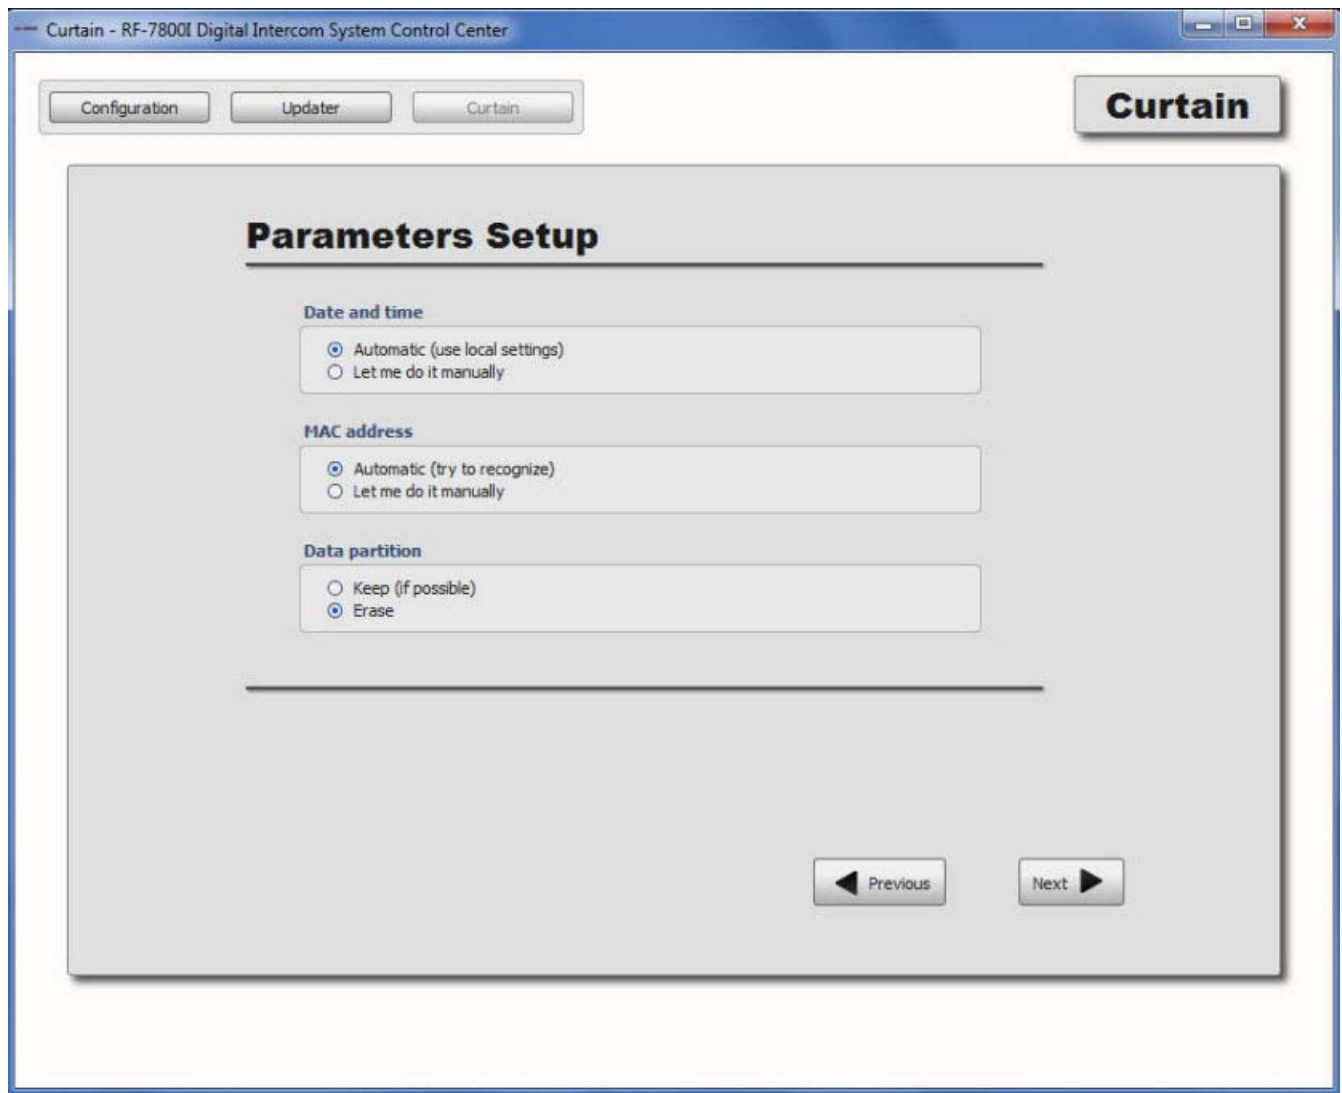 Curtain - RF-7800I Digital Intercom System Control Center
Configuration
Updater
Curtain
Curtain
Parameters Setup
Date and time
Automatic (use local settings)
Let me do it manually
MAC address
Automatic (try to recognize)
Let me do it manually
Data partition
Keep (if possible)
Erase
Previous
Next